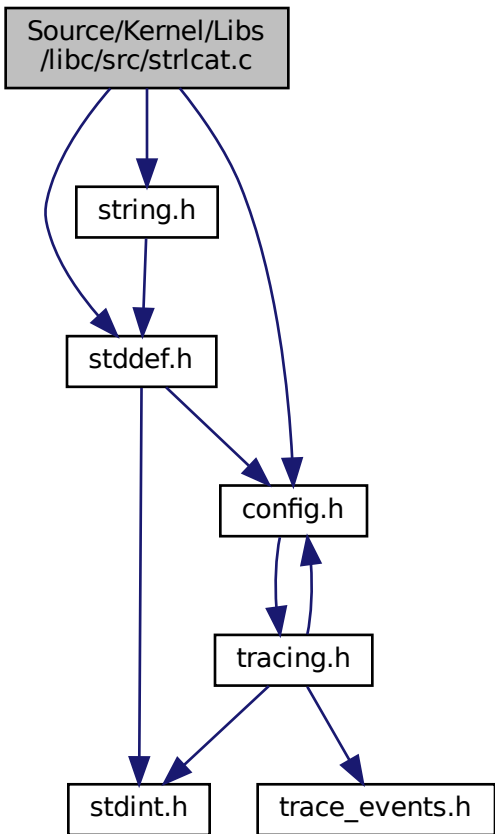 Source/Kernel/Libs
/libc/src/strlcat.c
string.h
stddef.h
config.h
tracing.h
stdint.h
trace_events.h